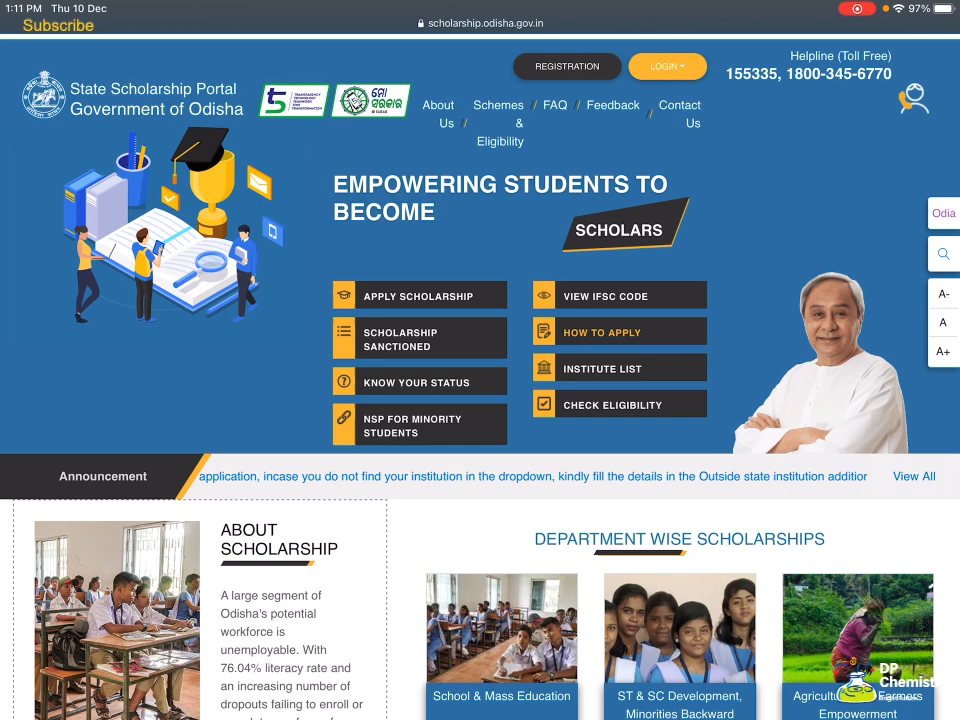 1:11 PM Thu 10 Dec
97%
Subscribe
scholarship.odisha.gov.in
REGISTRATION
LOGIN
Helpline (Toll Free)
155335, 1800-345-6770
State Scholarship Portal
Government of Odisha
TRANSPARENCY
TECHNOLOGY
TEAMWORK
TRANSFORMATION
ମୋ
ସରକାର
About Us //
Schemes & Eligibility
// FAQ
// Feedback
// Contact Us
EMPOWERING STUDENTS TO
BECOME
SCHOLARS
Odia
A-
A
A+
APPLY SCHOLARSHIP
SCHOLARSHIP
SANCTIONED
KNOW YOUR STATUS
NSP FOR MINORITY
STUDENTS
VIEW IFSC CODE
HOW TO APPLY
INSTITUTE LIST
CHECK ELIGIBILITY
Announcement
application, incase you do not find your institution in the dropdown, kindly fill the details in the Outside state institution additior
View All
ABOUT
SCHOLARSHIP
A large segment of
Odisha's potential
workforce is
unemployable. With
76.04% literacy rate and
an increasing number of
dropouts failing to enroll or
DEPARTMENT WISE SCHOLARSHIPS
School & Mass Education
ST & SC Development,
Minorities Backward
Farmers
Empowerment
DP
Chemist